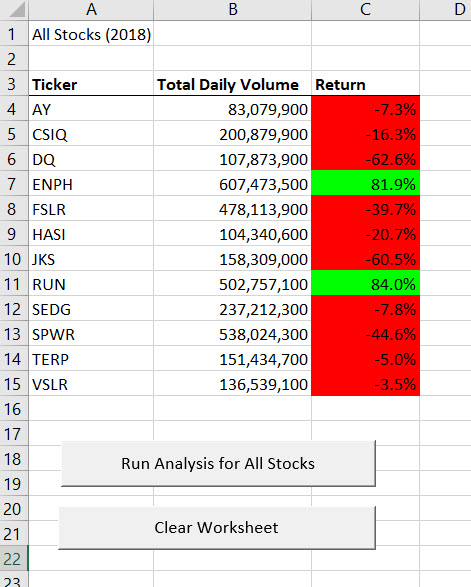 A B C D
1 All Stocks (2018)
2
3 Ticker Total Daily Volume Return
4 AY 83,079,900 -7.3%
5 CSIQ 200,879,900 -16.3%
6 DQ 107,873,900 -62.6%
7 ENPH 607,473,500 81.9%
8 FSLR 478,113,900 -39.7%
9 HASI 104,340,600 -20.7%
10 JKS 158,309,000 -60.5%
11 RUN 502,757,100 84.0%
12 SEDG 237,212,300 -7.8%
13 SPWR 538,024,300 -44.6%
14 TERP 151,434,700 -5.0%
15 VSLR 136,539,100 -3.5%
16
17
18 Run Analysis for All Stocks
19
20
21 Clear Worksheet
22
23